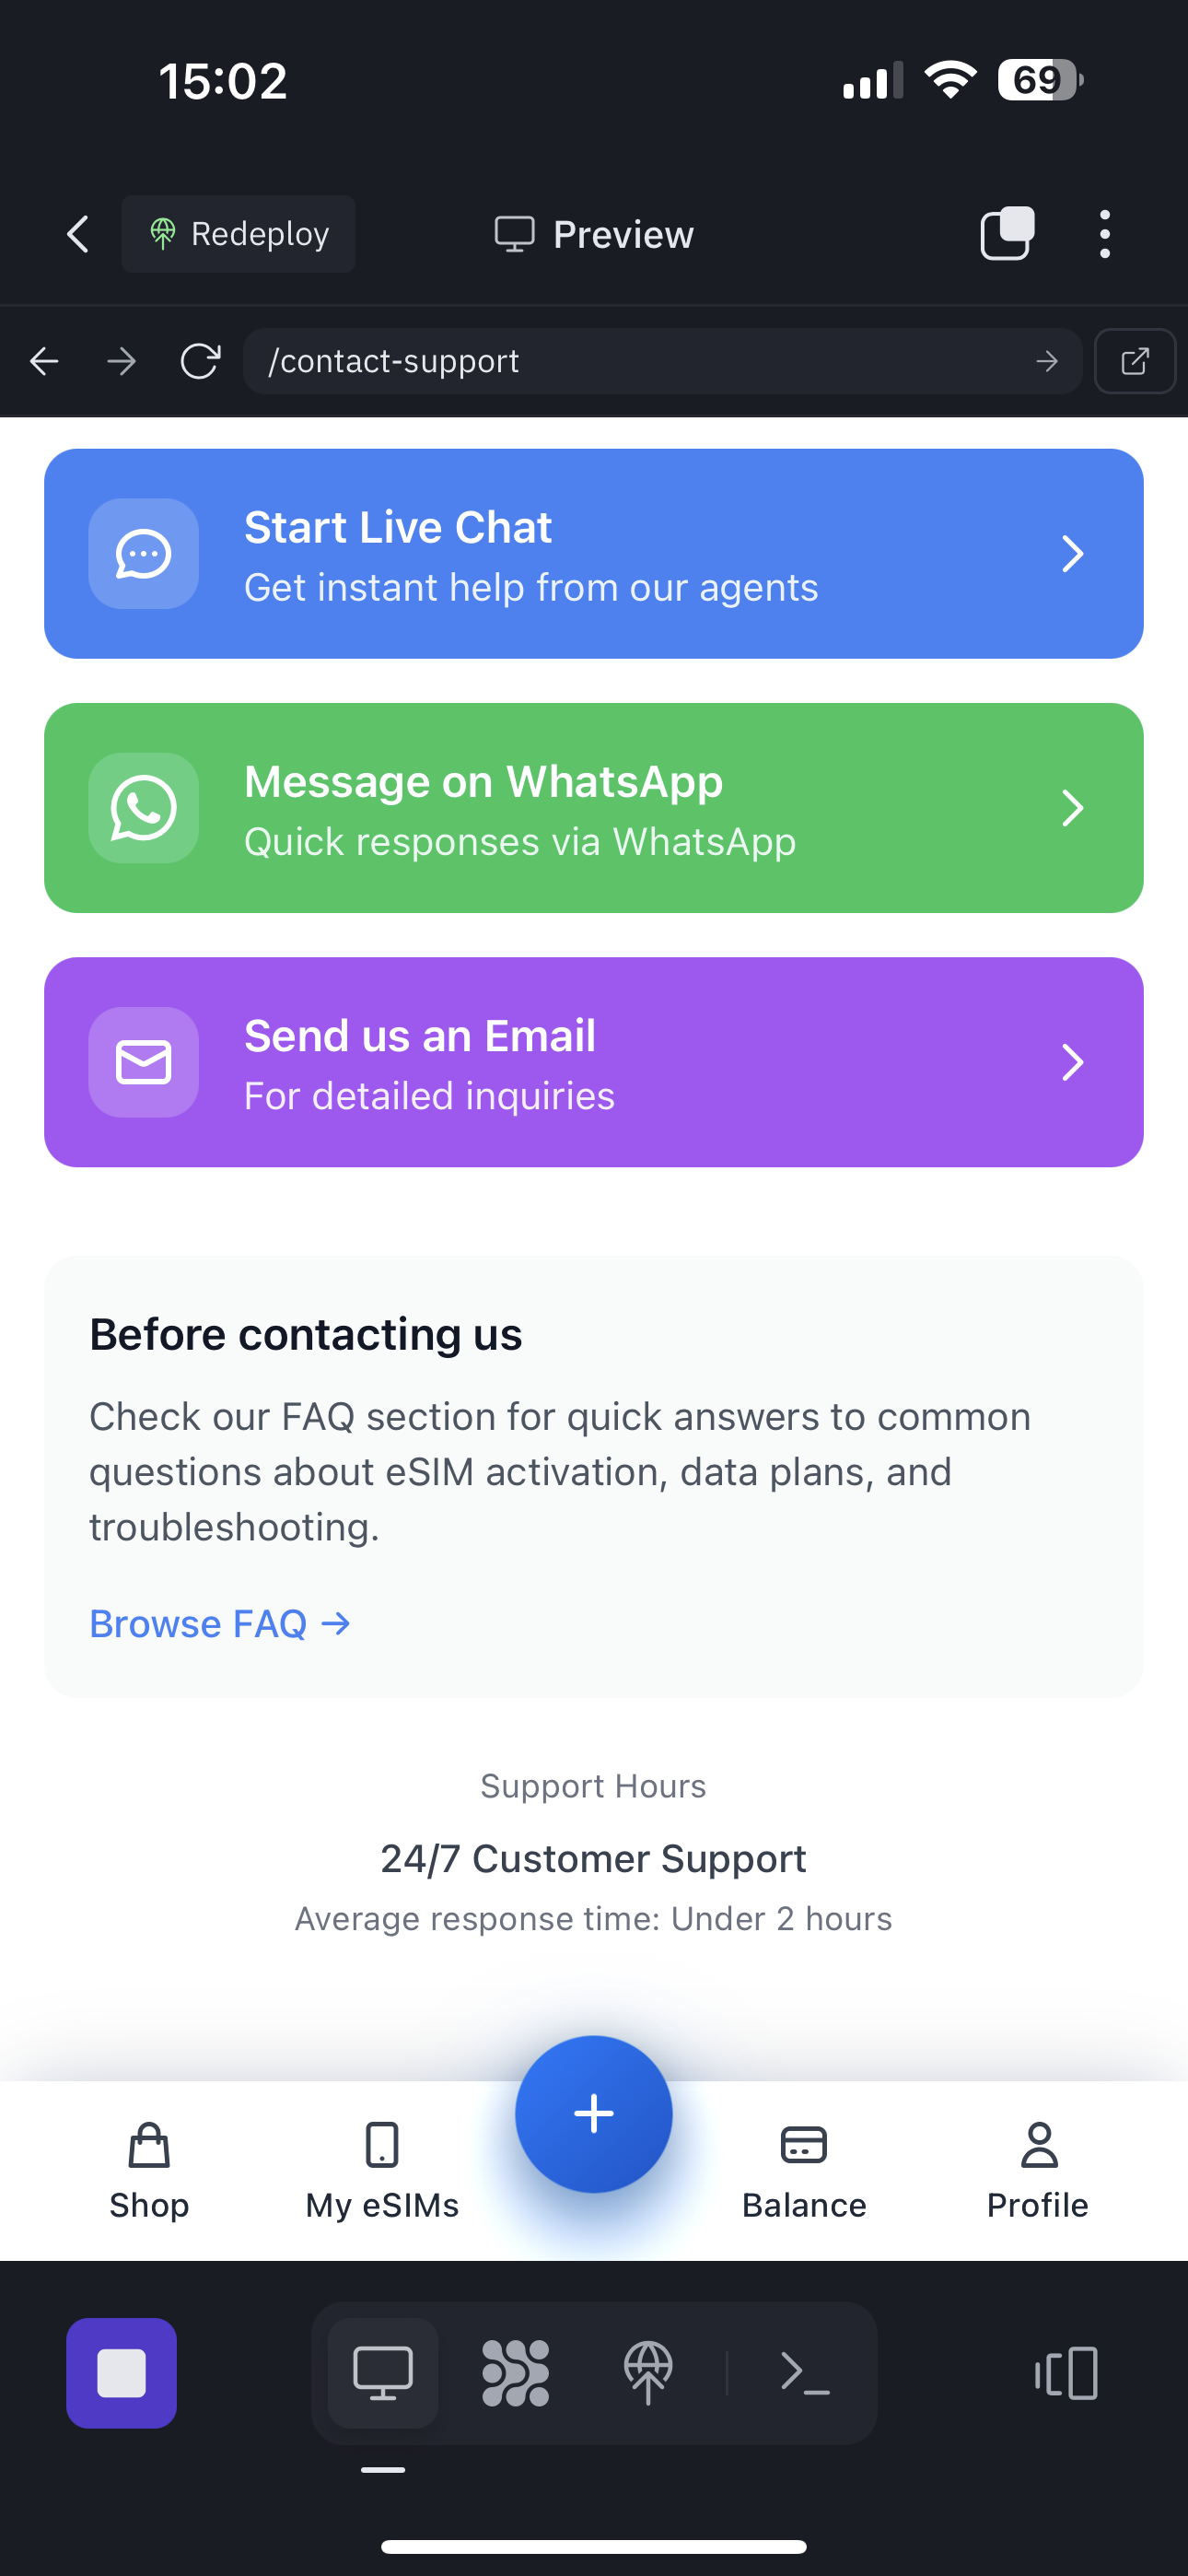 15:02
69
Redeploy
Preview
/contact-support
Start Live Chat
Get instant help from our agents
Message on WhatsApp
Quick responses via WhatsApp
Send us an Email
For detailed inquiries
Before contacting us
Check our FAQ section for quick answers to common
questions about eSIM activation, data plans, and
troubleshooting.
Browse FAQ →
Support Hours
24/7 Customer Support
Average response time: Under 2 hours
Shop
My eSIMs
Balance
Profile